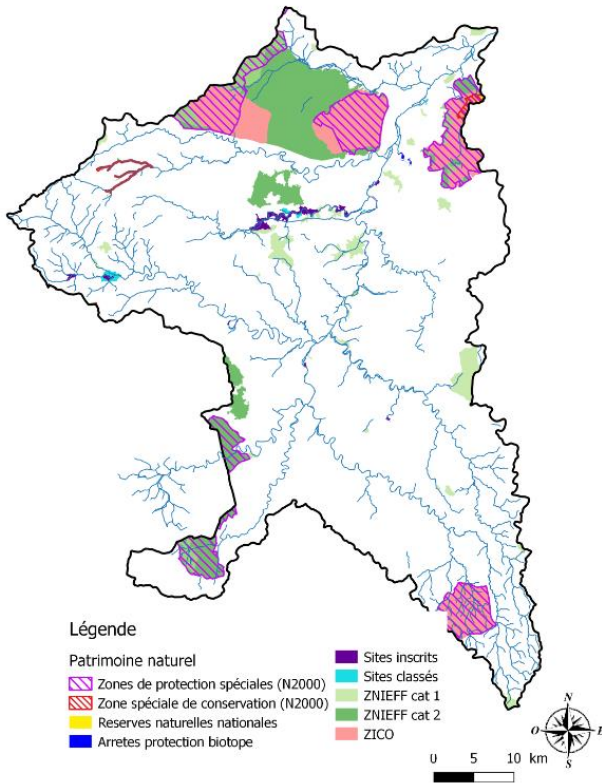 Légende
Patrimoine naturel
Zones de protection spéciales (N2000)
Zone spéciale de conservation (N2000)
Reserves naturelles nationales
Arretes protection biotope
Sites inscrits
Sites classés
ZNIEFF cat 1
ZNIEFF cat 2
ZICO
0 5 10 km
N
O E
S